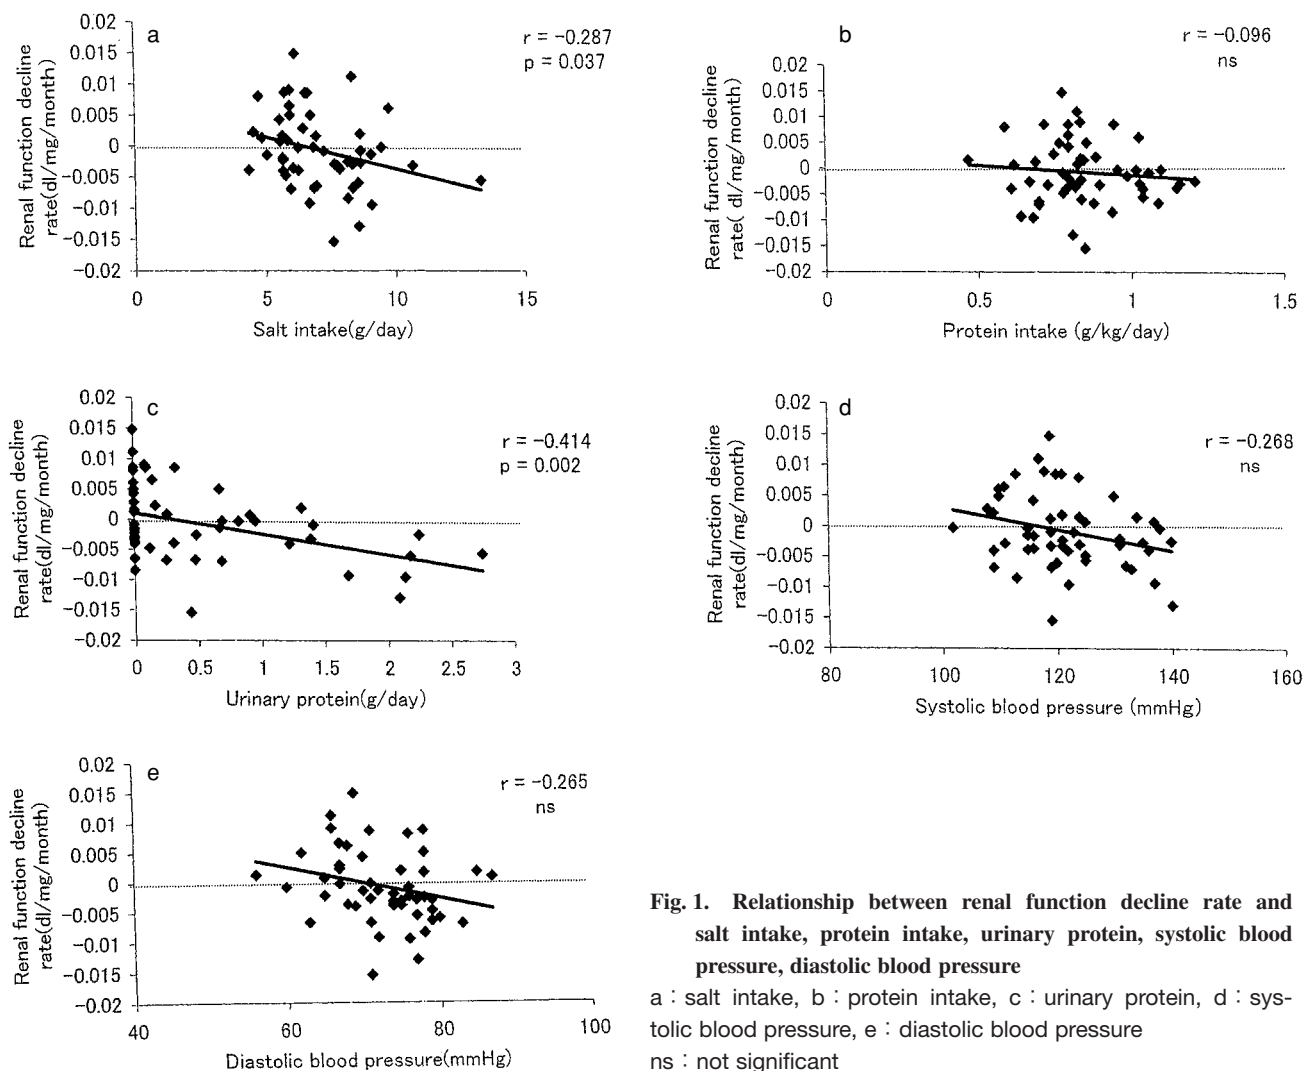 a
r = -0.287
p = 0.037
Renal function decline
rate(dl/mg/month)
0.02
0.015
0.01
0.005
0
-0.005
-0.01
-0.015
-0.02
0 5 10 15
Salt intake(g/day)
b
r = -0.096
ns
Renal function decline
rate( dl/mg/month)
0.02
0.015
0.01
0.005
0
-0.005
-0.01
-0.015
-0.02
0 0.5 1 1.5
Protein intake (g/kg/day)
c
r = -0.414
p = 0.002
Renal function decline
rate(dl/mg/month)
0.02
0.015
0.01
0.005
0
-0.005
-0.01
-0.015
-0.02
0 0.5 1 1.5 2 2.5 3
Urinary protein(g/day)
d
r = -0.268
ns
Renal function decline
rate(dl/mg/month)
0.02
0.015
0.01
0.005
0
-0.005
-0.01
-0.015
-0.02
80 100 120 140 160
Systolic blood pressure (mmHg)
e
r = -0.265
ns
Renal function decline
rate(dl/mg/month)
0.02
0.015
0.01
0.005
0
-0.005
-0.01
-0.015
-0.02
40 60 80 100
Diastolic blood pressure(mmHg)
Fig. 1. Relationship between renal function decline rate and
salt intake, protein intake, urinary protein, systolic blood
pressure, diastolic blood pressure
a : salt intake, b : protein intake, c : urinary protein, d : sys-
tolic blood pressure, e : diastolic blood pressure
ns : not significant